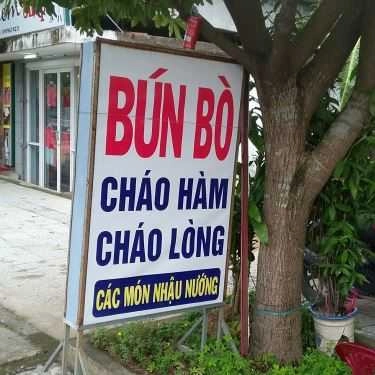 BÚN BÒ
CHÁO HÀM
CHÁO LÒNG
CÁC MÓN NHẬU NƯỚNG